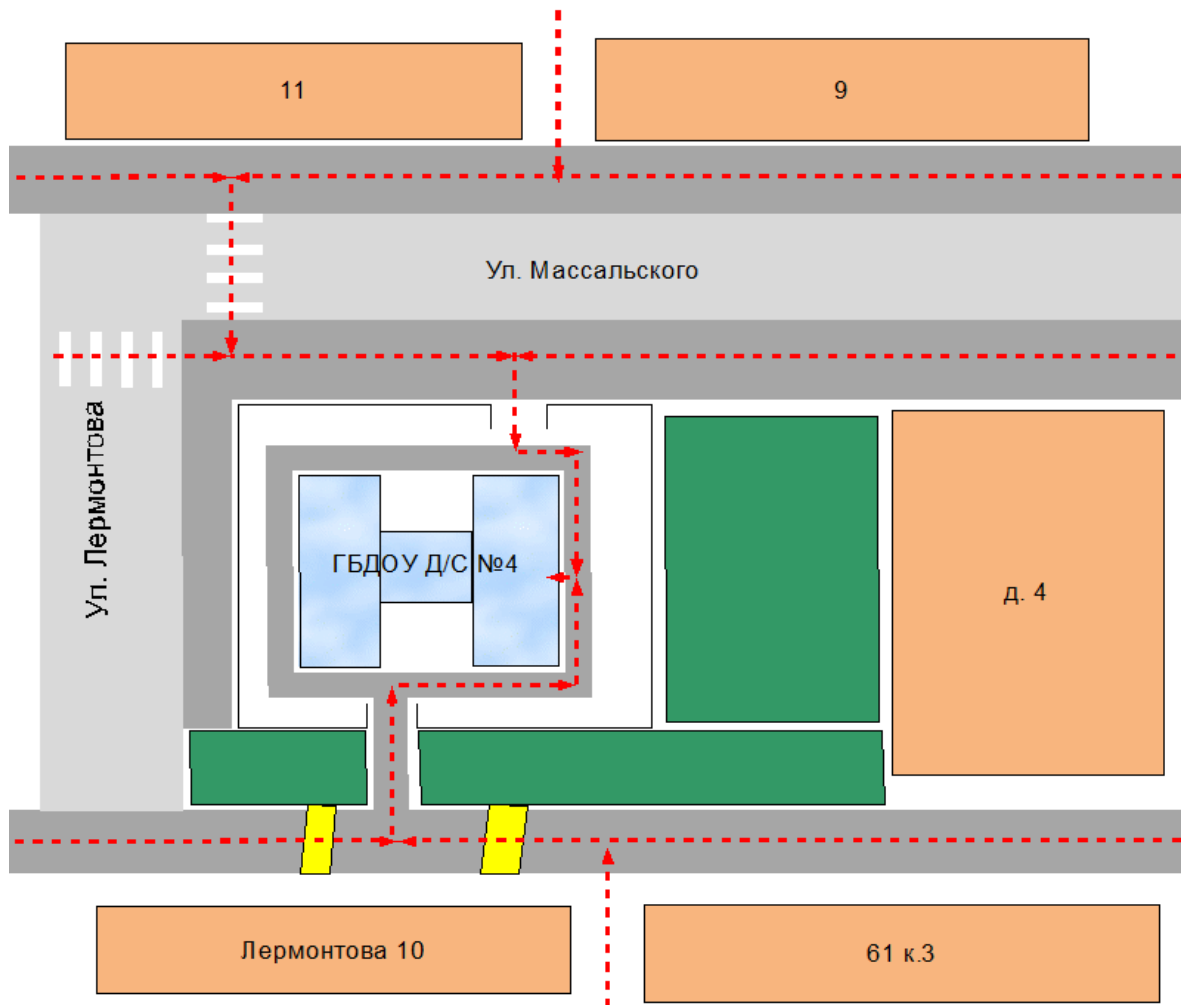 11
9
Ул. Массальского
Ул. Лермонтова
ГБДОУ Д/С №4
д. 4
Лермонтова 10
61 к.3